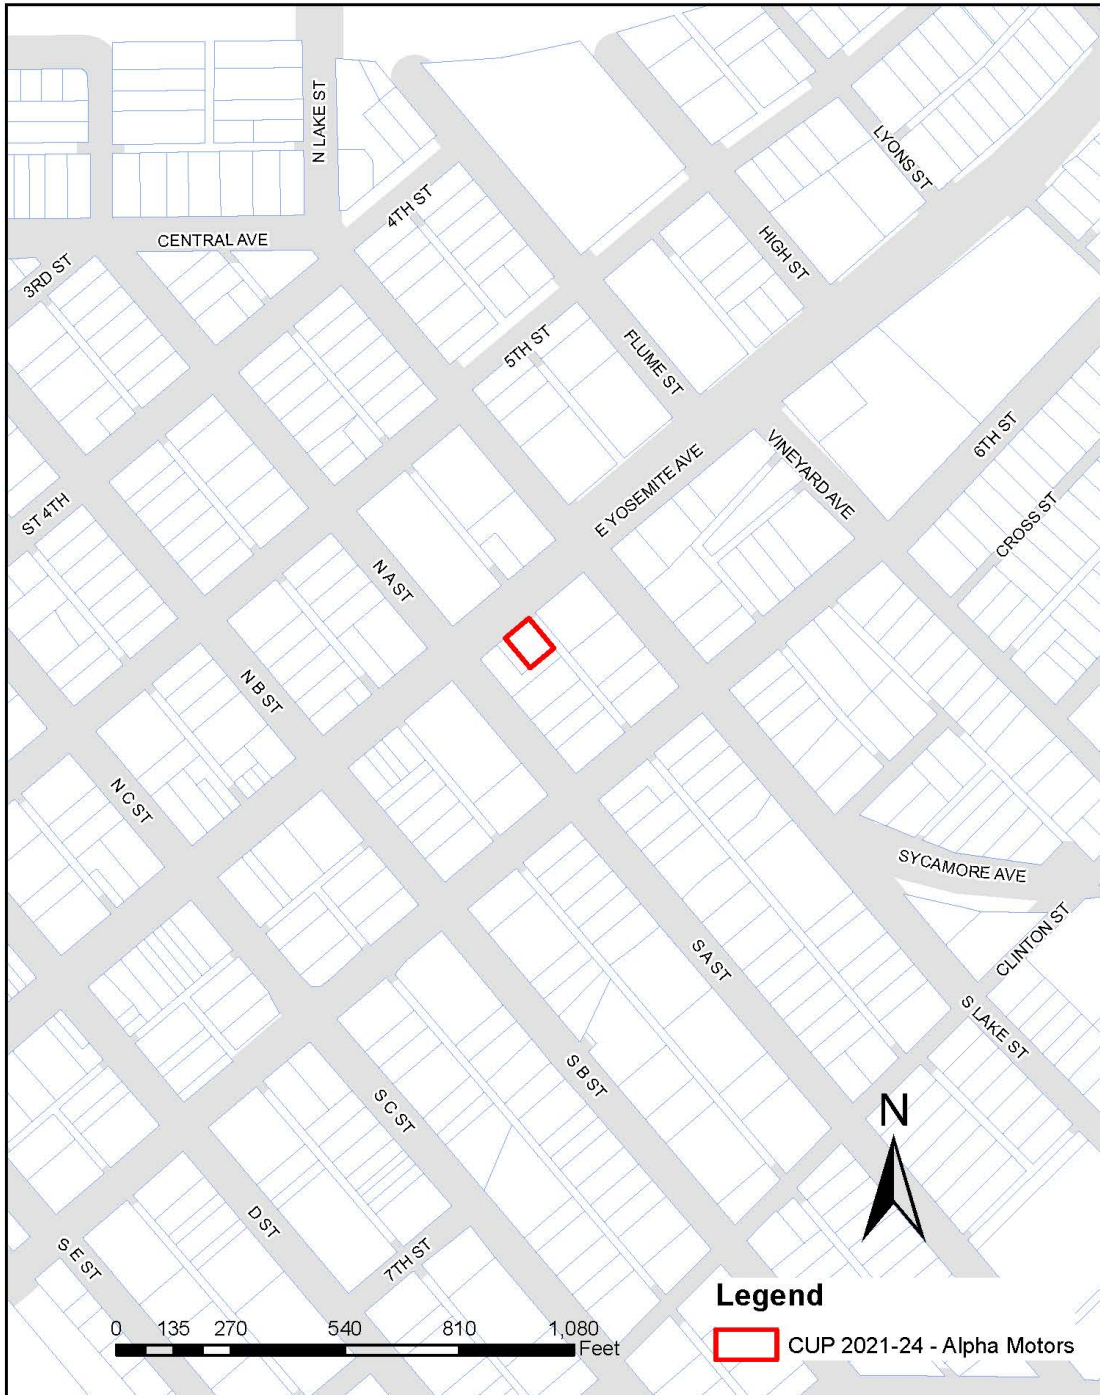 N LAKE ST
LYONS ST
4TH ST
CENTRAL AVE
HIGH ST
3RD ST
5TH ST
FLUME ST
6TH ST
E YOSEMITE AVE
VINEYARD AVE
ST 4TH
CROSS ST
N A ST
N B ST
N C ST
SYCAMORE AVE
CLINTON ST
S A ST
S LAKE ST
S B ST
S C ST
N
D ST
S E ST
7TH ST
Legend
CUP 2021-24 - Alpha Motors
0 135 270 540 810 1,080
Feet